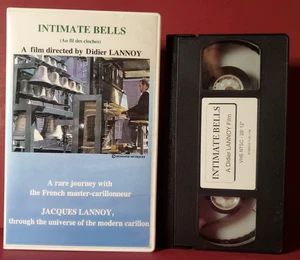 INTIMATE BELLS
(Au fil des cloches)
A film directed by Didier LANNOY
A rare journey with
the French master-carillonneur
JACQUES LANNOY,
through the universe of the modern carillon
INTIMATE BELLS
A Didier LANNOY Film